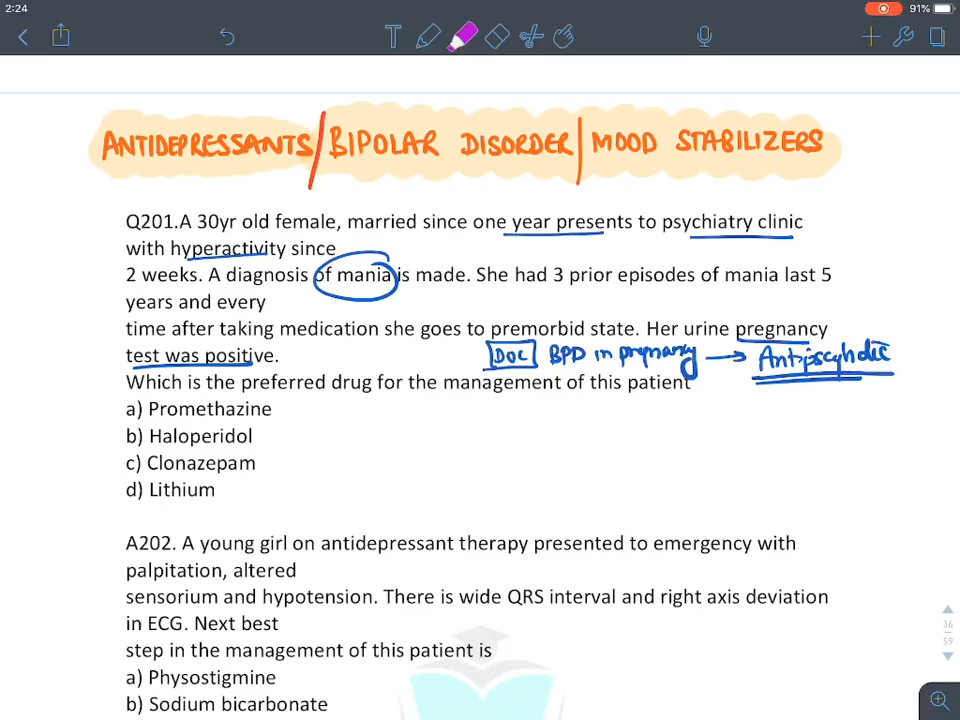 2:24
91%
T
ANTIDEPRESSANTS/BIPOLAR DISORDER|MOOD STABILIZERS
Q201.A 30yr old female, married since one year presents to psychiatry clinic
with hyperactivity since
2 weeks. A diagnosis of mania is made. She had 3 prior episodes of mania last 5
years and every
time after taking medication she goes to premorbid state. Her urine pregnancy
test was positive.
DOC BPD in pregnancy → Antipscyhotic
Which is the preferred drug for the management of this patient
a) Promethazine
b) Haloperidol
c) Clonazepam
d) Lithium
A202. A young girl on antidepressant therapy presented to emergency with
palpitation, altered
sensorium and hypotension. There is wide QRS interval and right axis deviation
in ECG. Next best
step in the management of this patient is
a) Physostigmine
b) Sodium bicarbonate
36
59